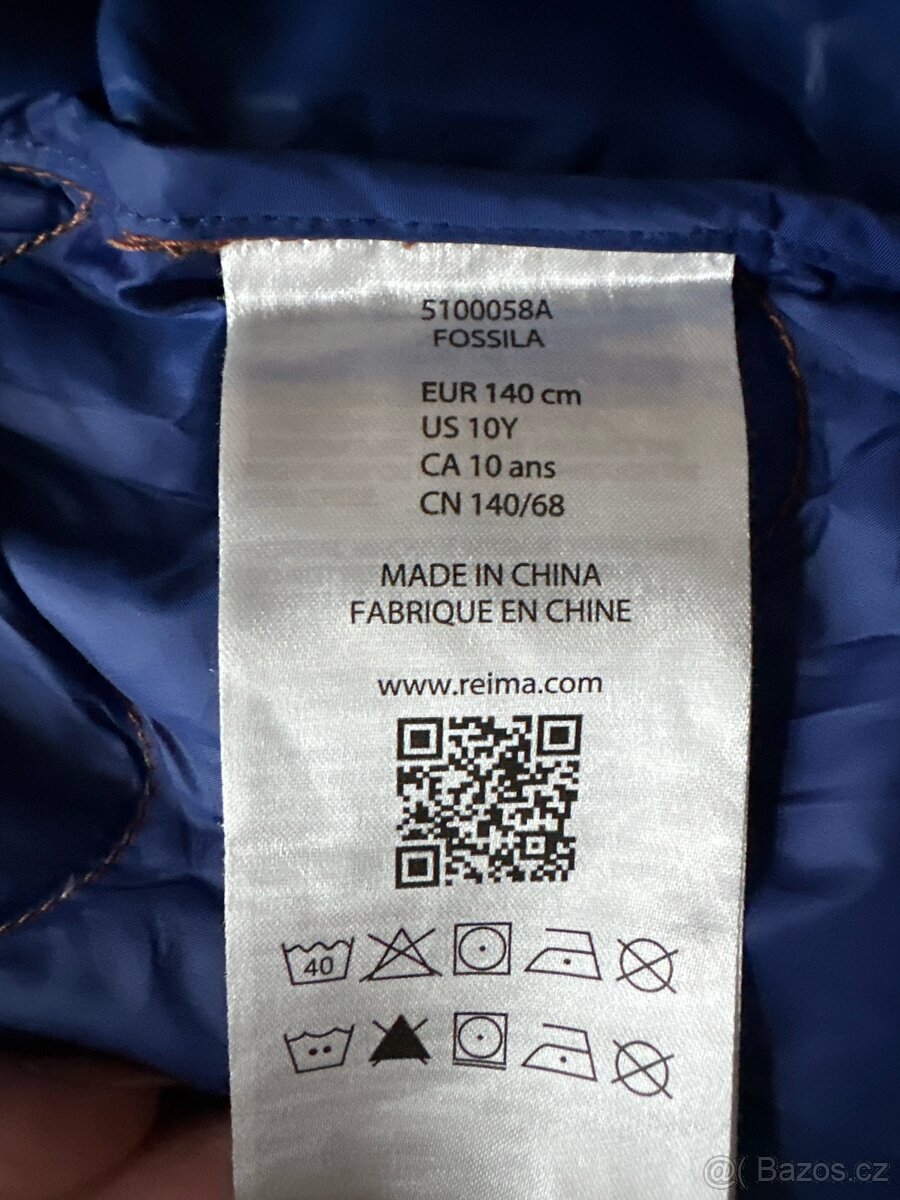 5100058A
FOSSILA
EUR 140 cm
US 10Y
CA 10 ans
CN 140/68
MADE IN CHINA
FABRIQUE EN CHINE
www.reima.com
40
@( Bazos.cz